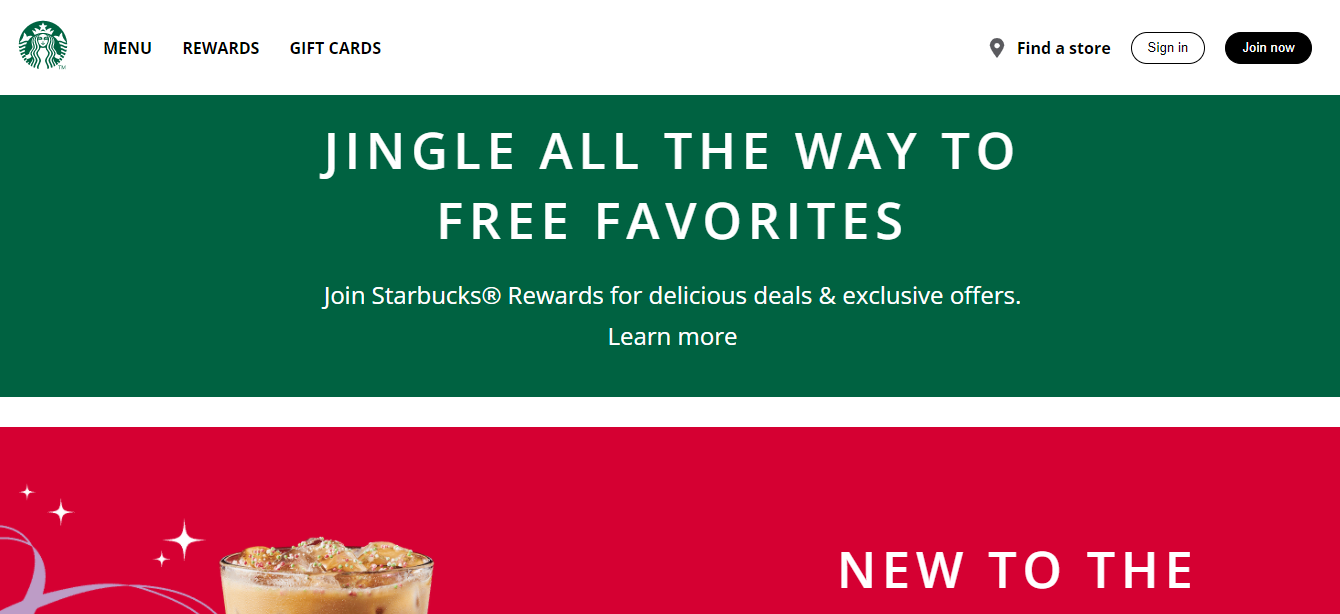 MENU REWARDS GIFT CARDS Find a store Sign in Join now
JINGLE ALL THE WAY TO
FREE FAVORITES
Join Starbucks® Rewards for delicious deals & exclusive offers.
Learn more
NEW TO THE